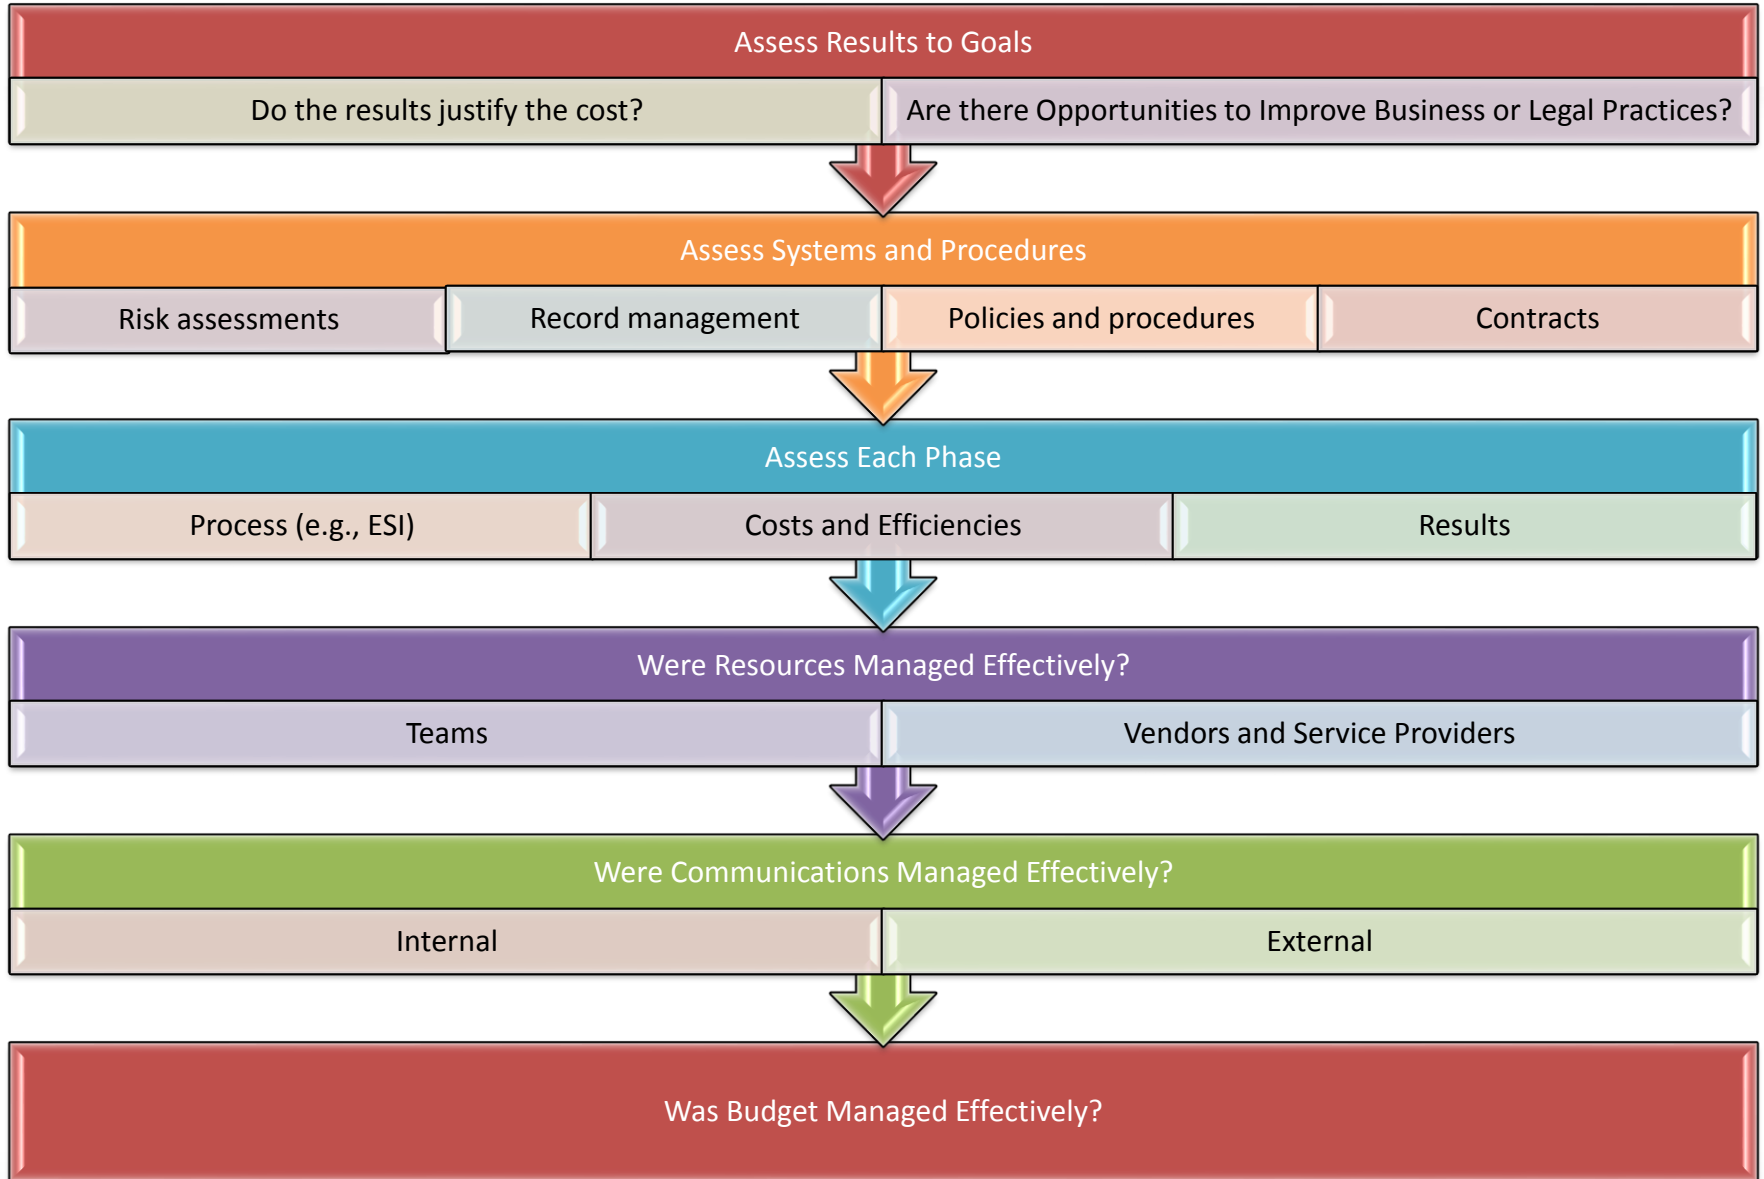 Assess Results to Goals
Do the results justify the cost?
Are there Opportunities to Improve Business or Legal Practices?
Assess Systems and Procedures
Risk assessments
Record management
Policies and procedures
Contracts
Assess Each Phase
Process (e.g., ESI)
Costs and Efficiencies
Results
Were Resources Managed Effectively?
Teams
Vendors and Service Providers
Were Communications Managed Effectively?
Internal
External
Was Budget Managed Effectively?